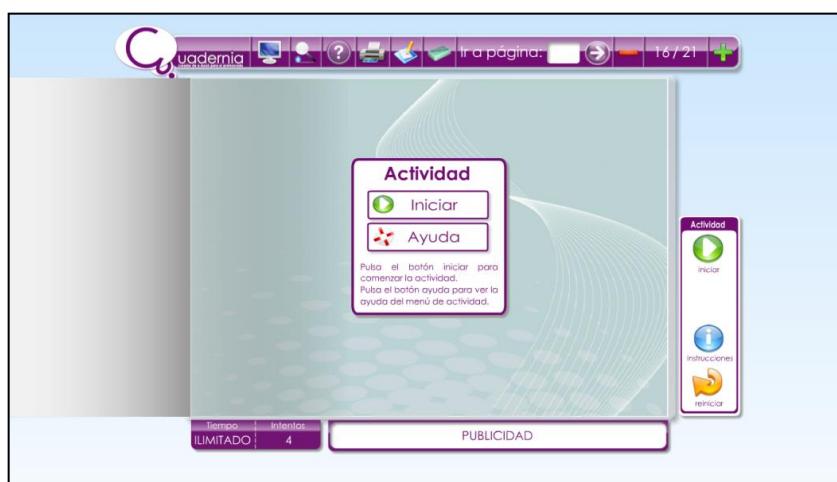 Cuadernia
?
Ir a página:
16 / 21
Actividad
Iniciar
Ayuda
Pulsa el botón iniciar para
comenzar la actividad.
Pulsa el botón ayuda para ver la
ayuda del menú de actividad.
Actividad
iniciar
i
instrucciones
reiniciar
Tiempo
Intentos
ILIMITADO
4
PUBLICIDAD